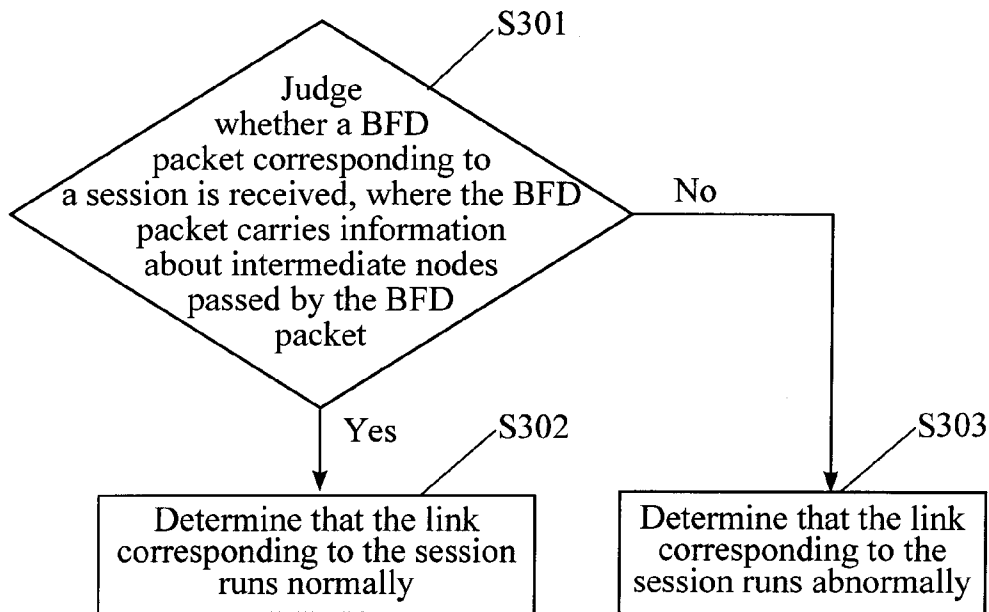 S301
Judge
whether a BFD
packet corresponding to
a session is received, where the BFD
packet carries information
about intermediate nodes
passed by the BFD
packet
No
Yes
S302
S303
Determine that the link
corresponding to the session
runs normally
Determine that the link
corresponding to the
session runs abnormally